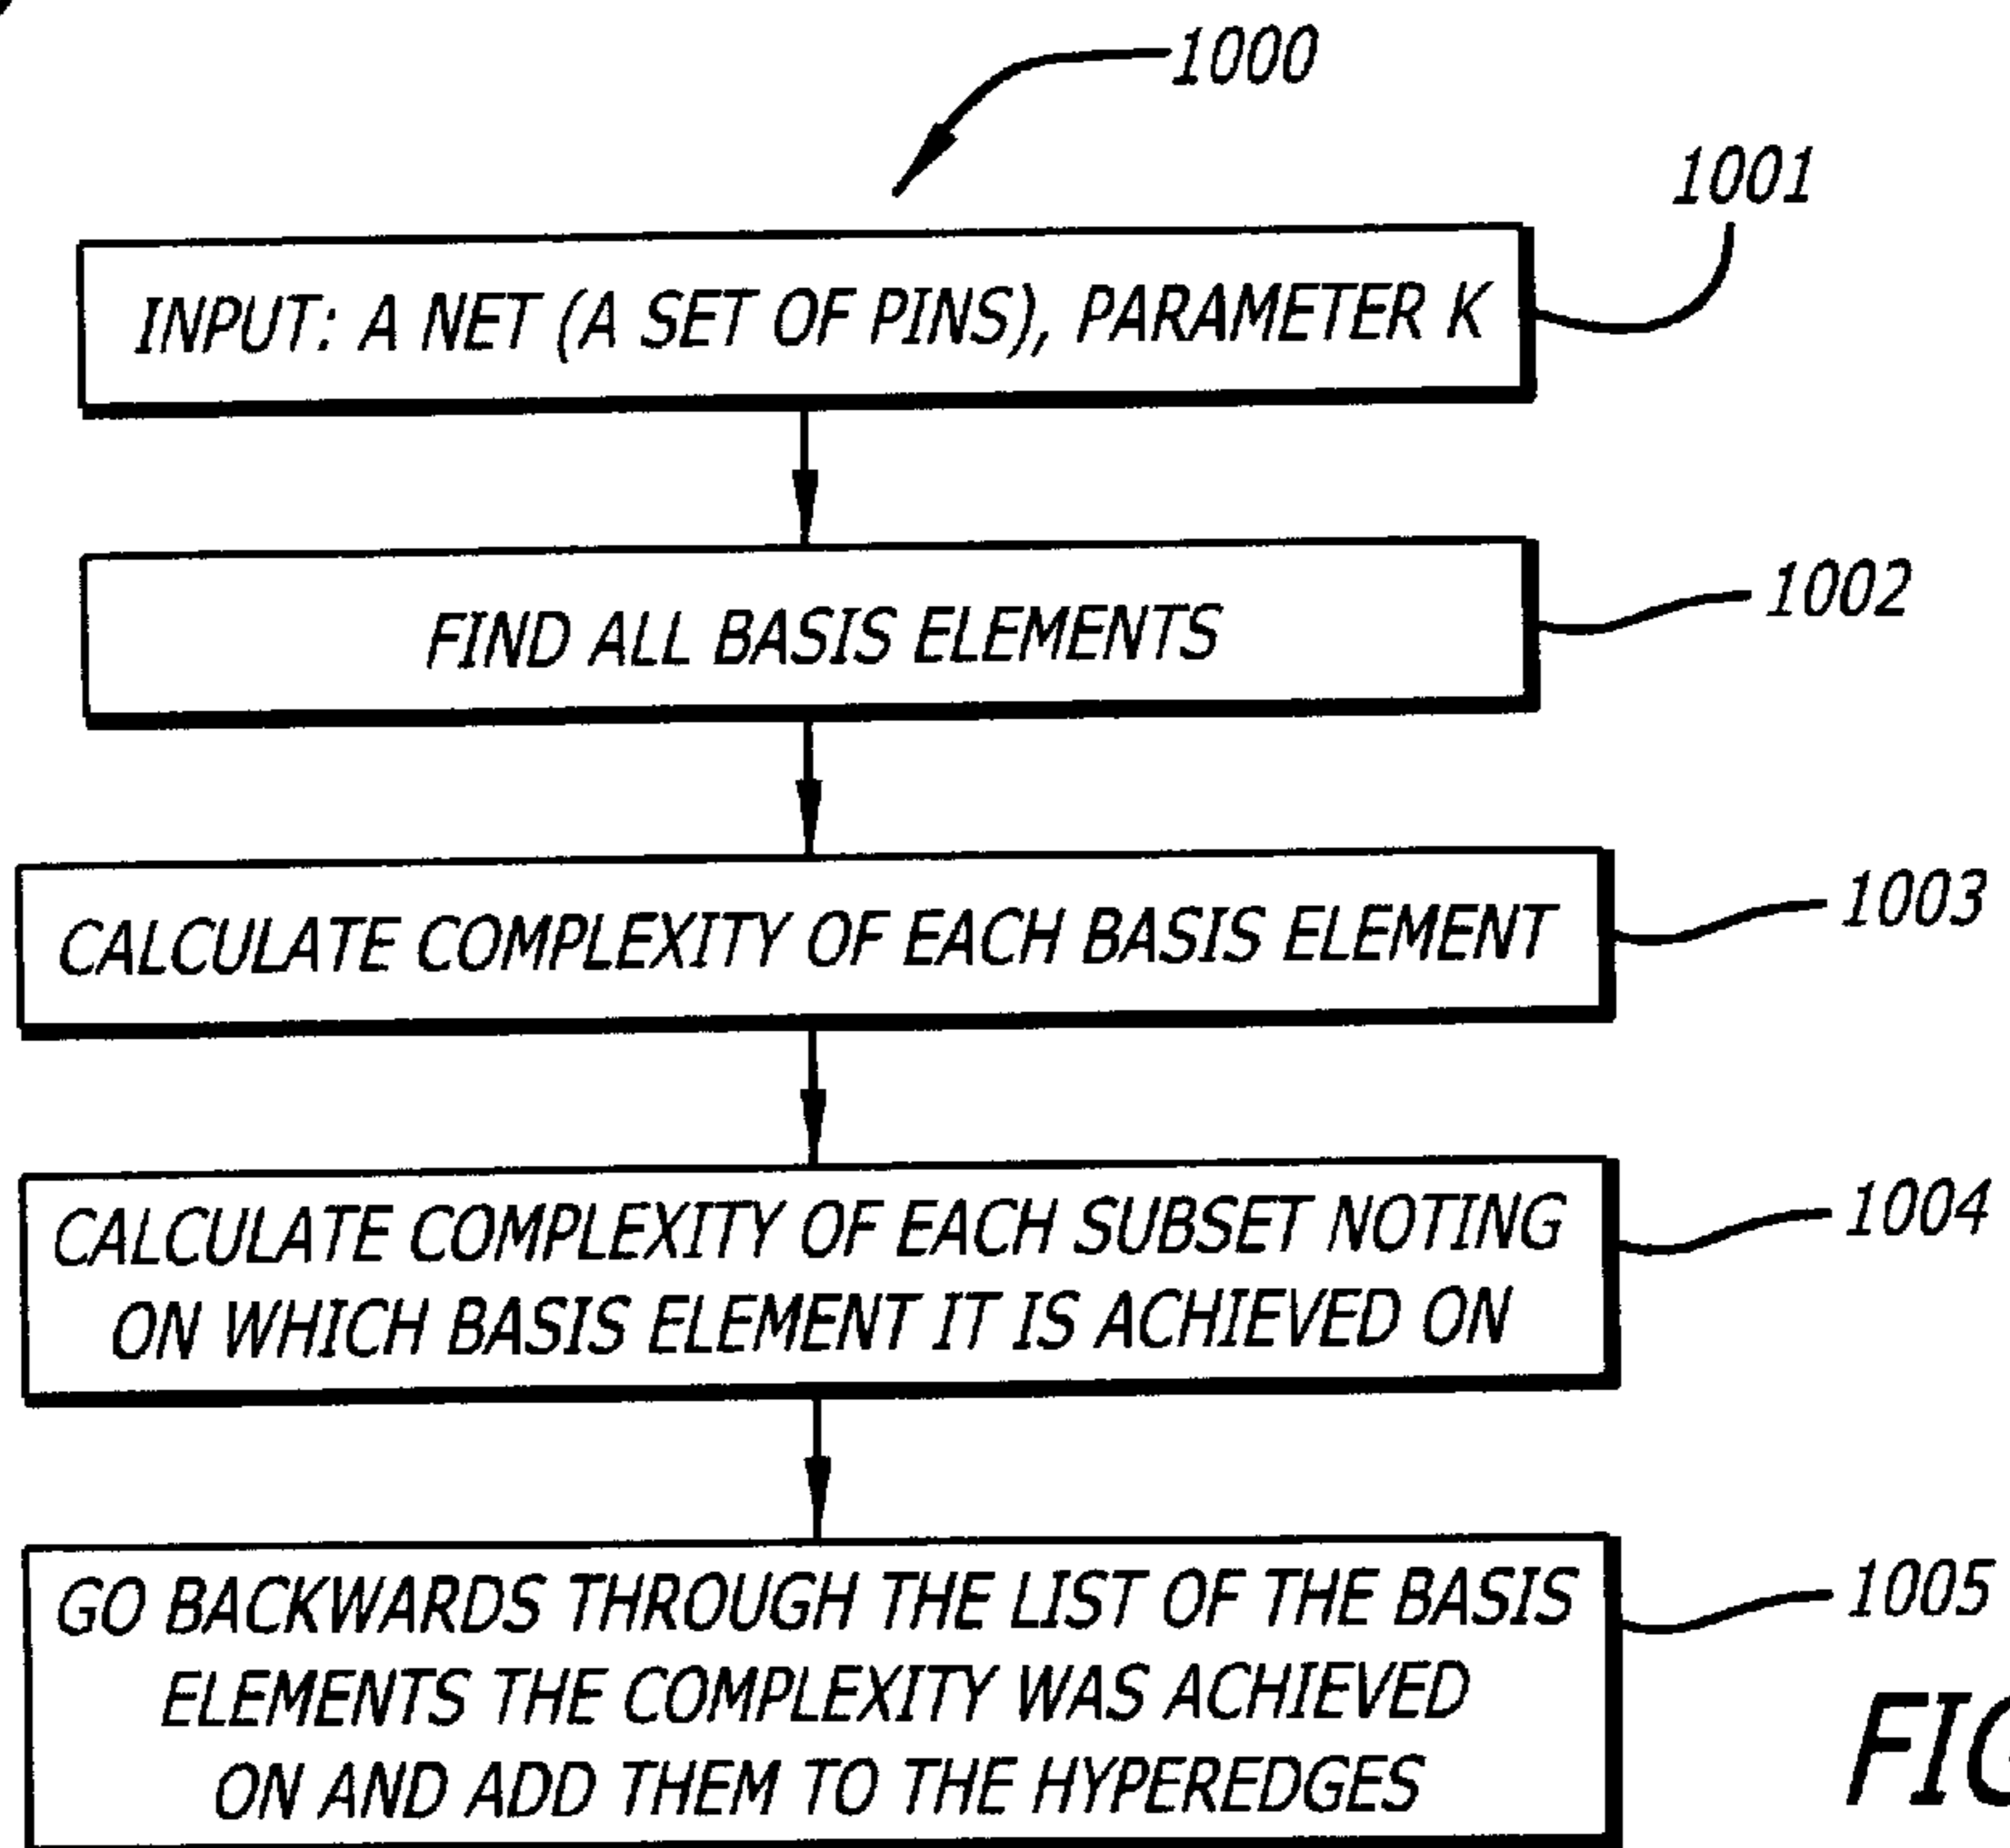 1000
1001
INPUT: A NET (A SET OF PINS), PARAMETER K
FIND ALL BASIS ELEMENTS
1002
CALCULATE COMPLEXITY OF EACH BASIS ELEMENT
1003
CALCULATE COMPLEXITY OF EACH SUBSET NOTING
ON WHICH BASIS ELEMENT IT IS ACHIEVED ON
1004
GO BACKWARDS THROUGH THE LIST OF THE BASIS
ELEMENTS THE COMPLEXITY WAS ACHIEVED
ON AND ADD THEM TO THE HYPEREDGES
1005